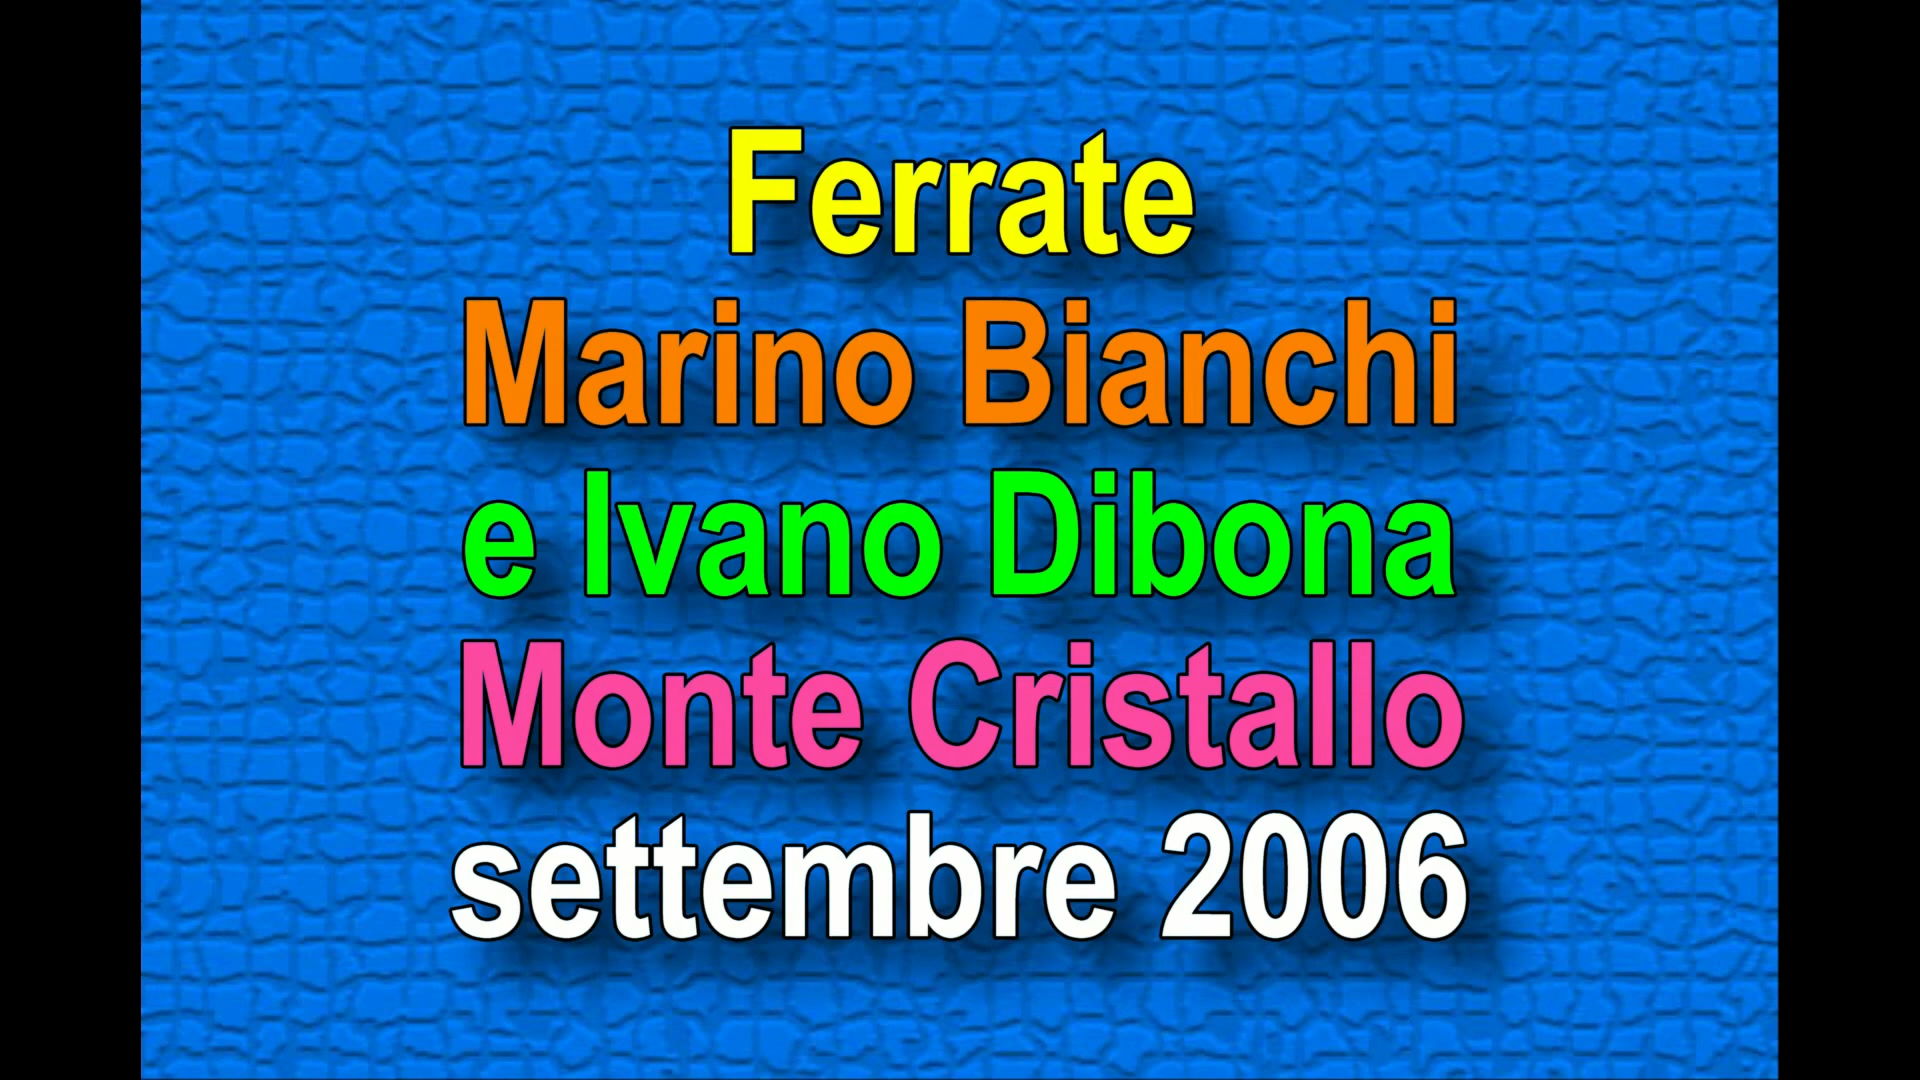 Ferrate
Marino Bianchi
e Ivano Dibona
Monte Cristallo
settembre 2006